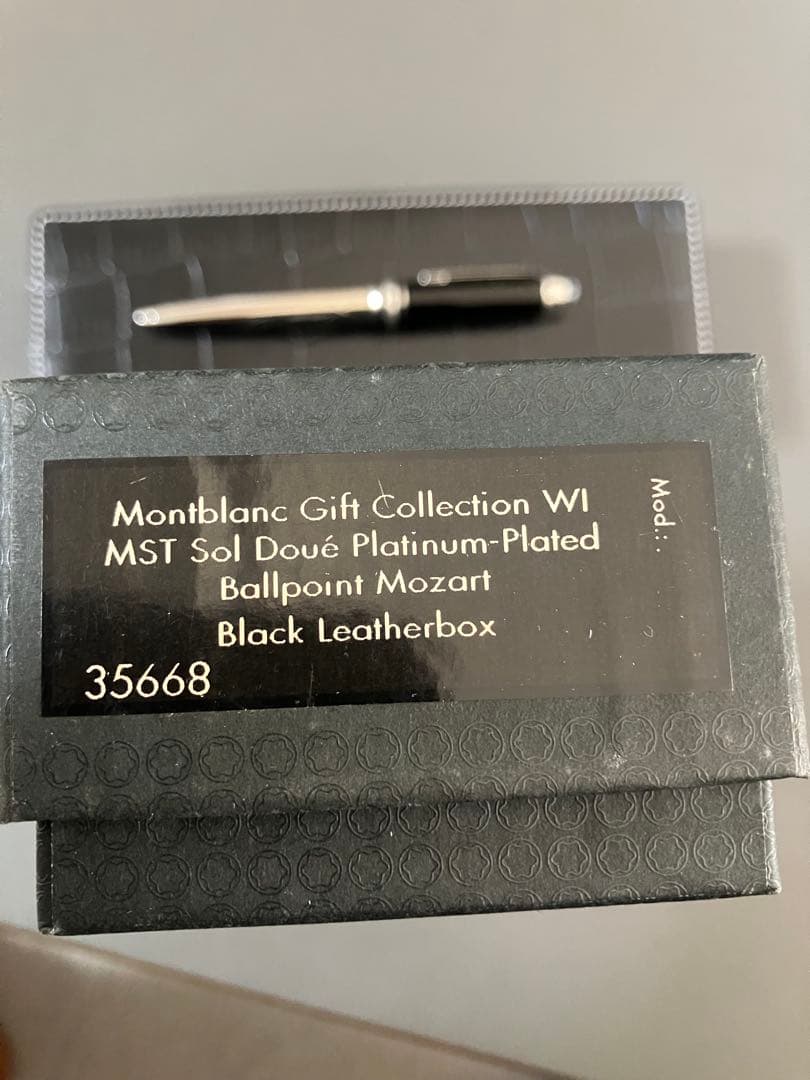 Montblanc Gift Collection WI
MST Sol Doué Platinum-Plated
Ballpoint Mozart
Black Leatherbox
35668
Mod.: